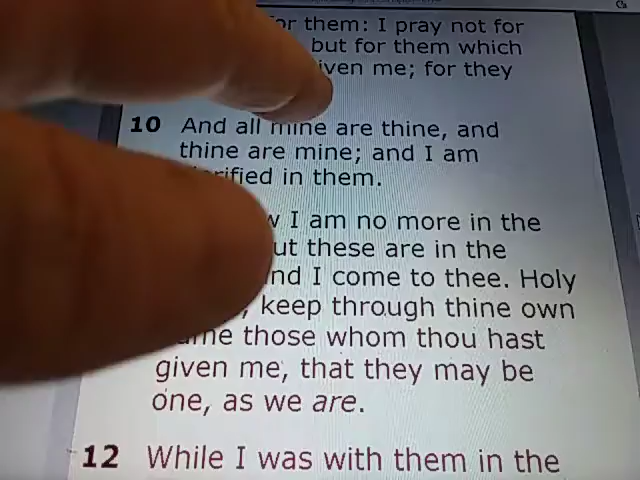 or them: I pray not for
but for them which
iven me; for they
10 And all mine are thine, and
thine are mine; and I am
rified in them.
w I am no more in the
ut these are in the
nd I come to thee. Holy
, keep through thine own
me those whom thou hast
given me, that they may be
one, as we are.
12 While I was with them in the